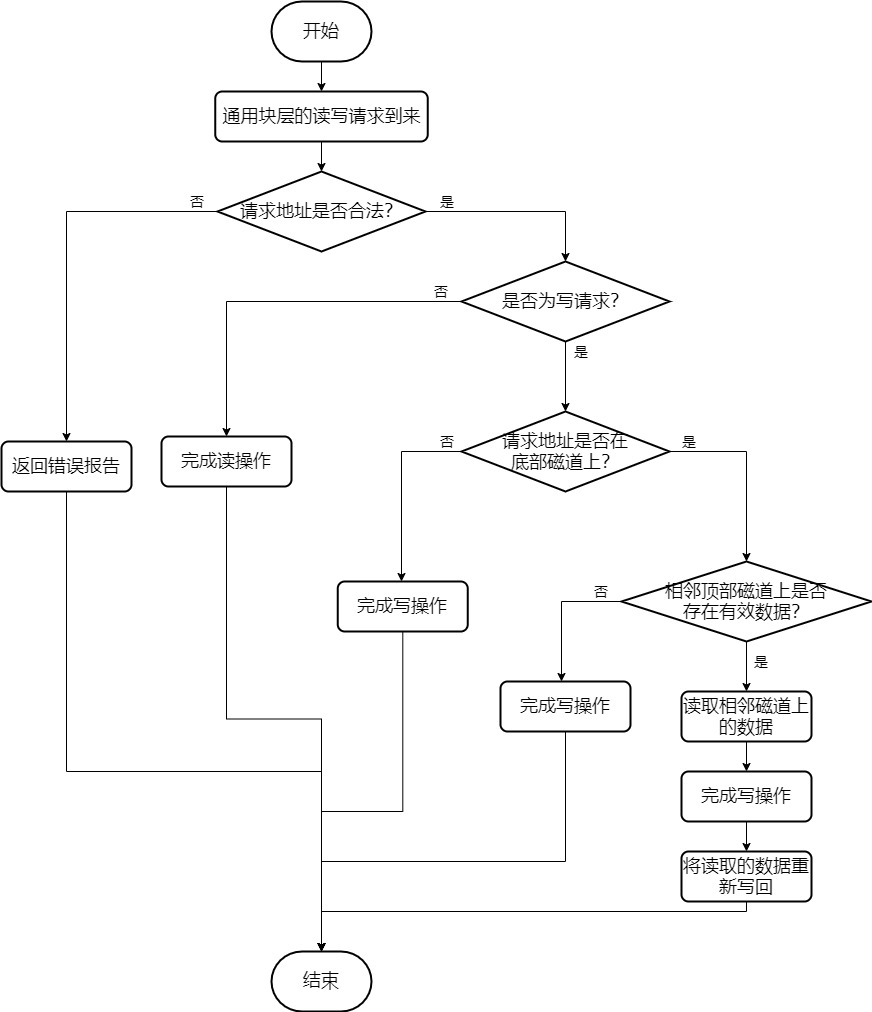 开始
通用块层的读写请求到来
否
是
请求地址是否合法?
否
是否为写请求?
是
否
请求地址是否在
底部磁道上?
是
返回错误报告
完成读操作
完成写操作
否
相邻顶部磁道上是否
存在有效数据?
是
完成写操作
读取相邻磁道上
的数据
完成写操作
将读取的数据重
新写回
结束